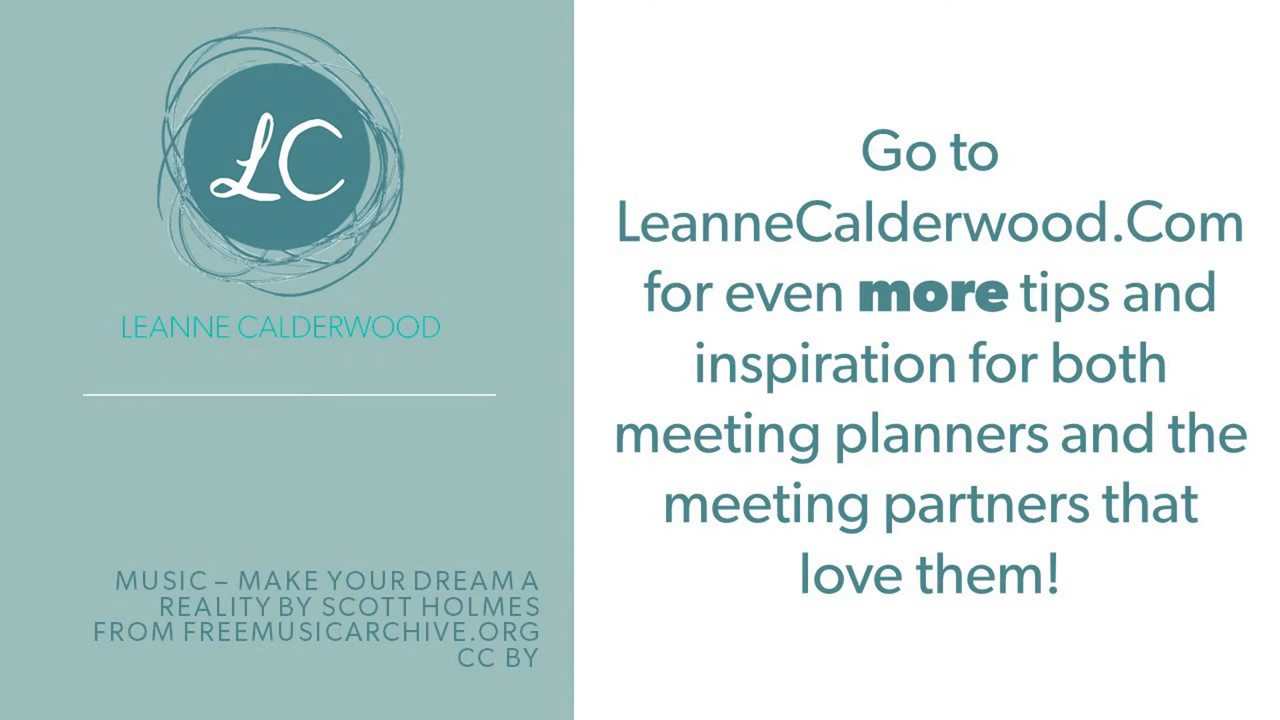 LC
LEANNE CALDERWOOD
MUSIC – MAKE YOUR DREAM A
REALITY BY SCOTT HOLMES
FROM FREEMUSICARCHIVE.ORG
CC BY
Go to
LeanneCalderwood.Com
for even more tips and
inspiration for both
meeting planners and the
meeting partners that
love them!